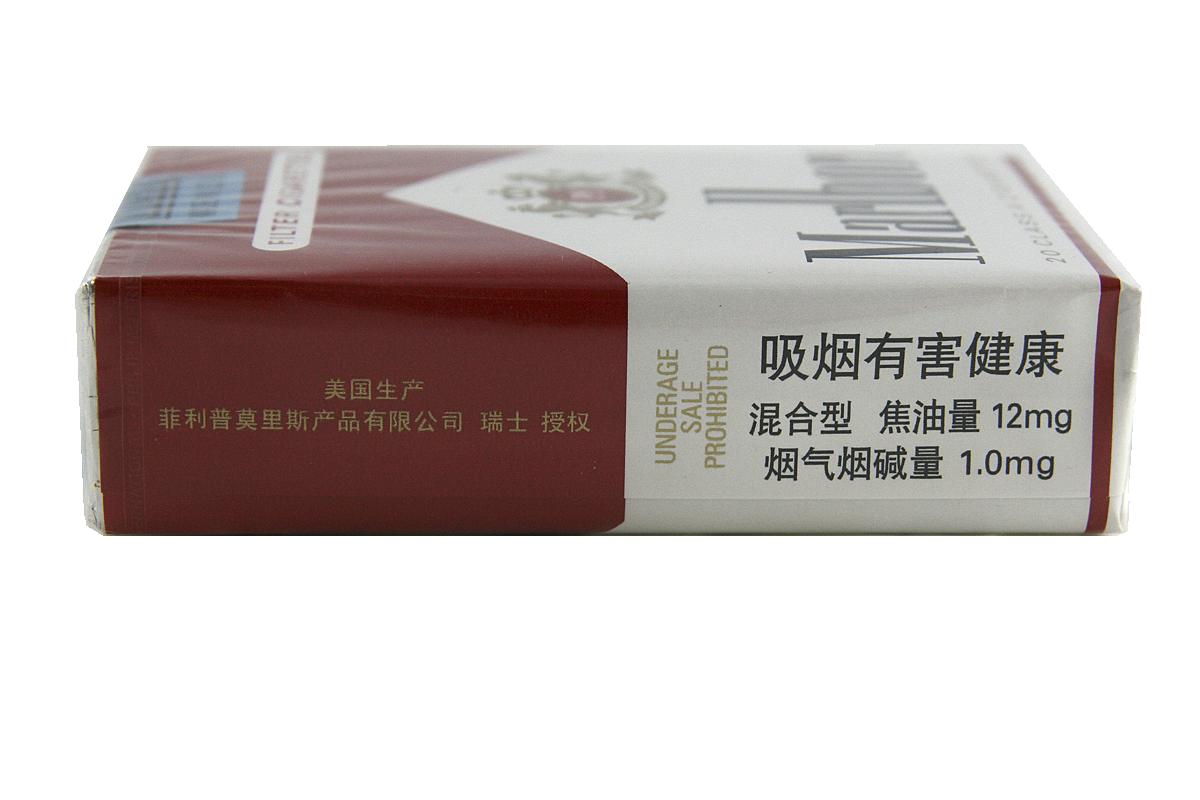 FILTER CIGARETTES
Marlboro
20 CLASS A
美国生产
菲利普莫里斯产品有限公司 瑞士 授权
UNDERAGE
SALE
PROHIBITED
吸烟有害健康
混合型 焦油量 12mg
烟气烟碱量 1.0mg